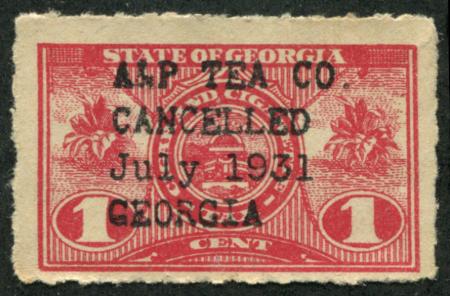 STATE OF GEORGIA
A&P TEA CO.
CANCELLED
July 1931
GEORGIA
1 1
CENT